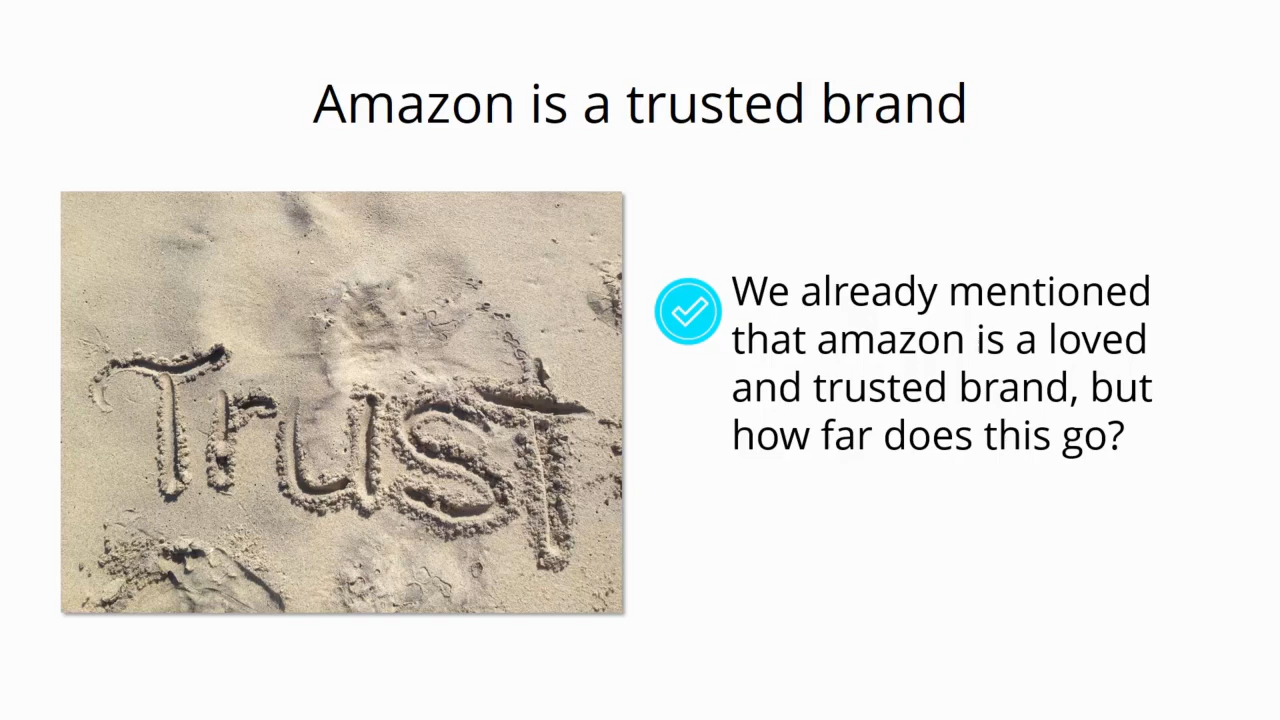 Amazon is a trusted brand
Trust
We already mentioned
that amazon is a loved
and trusted brand, but
how far does this go?